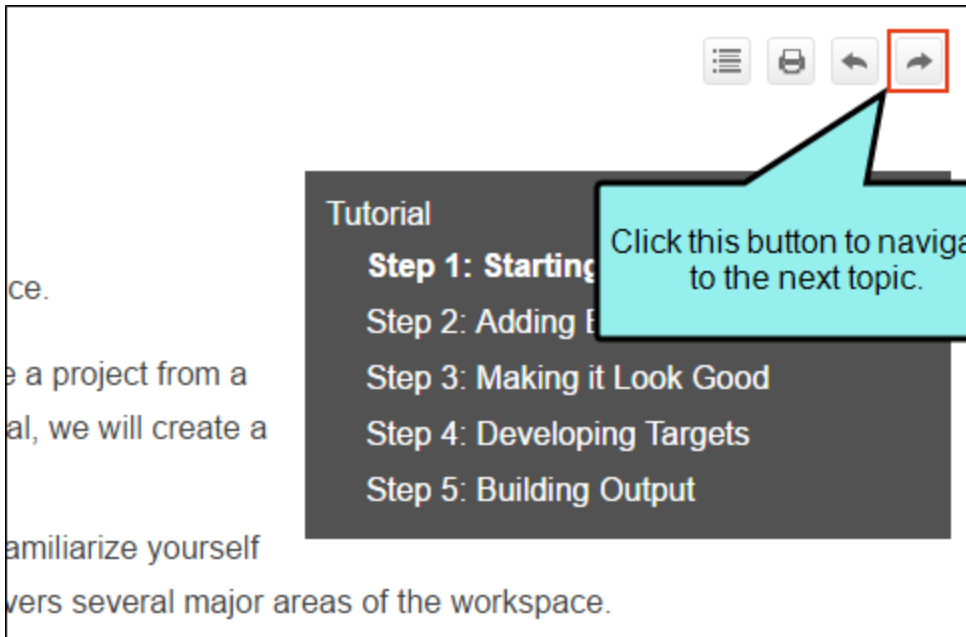 Tutorial
Step 1: Starting
Click this button to naviga
to the next topic.
ce.
Step 2: Adding
e a project from a
Step 3: Making it Look Good
al, we will create a
Step 4: Developing Targets
Step 5: Building Output
amiliarize yourself
vers several major areas of the workspace.